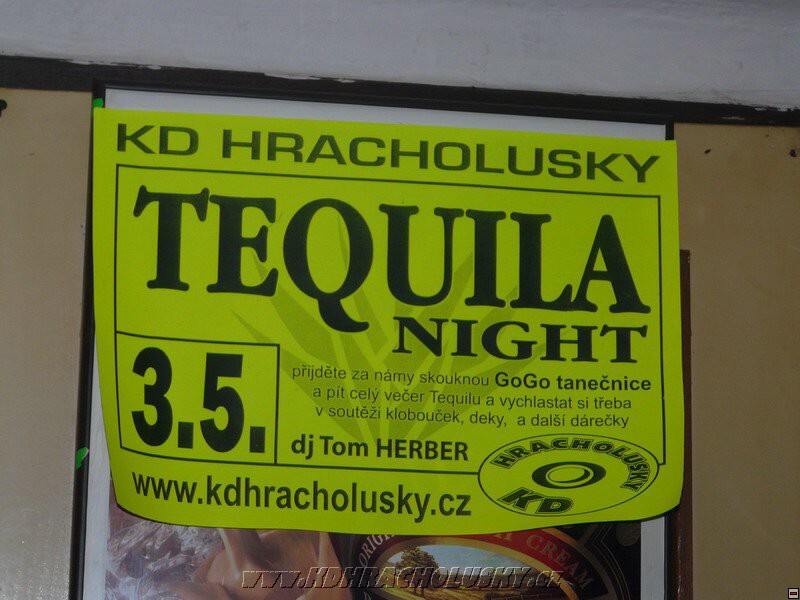 KD HRACHOLUSKY
TEQUILA
NIGHT
3.5.
přijděte za námy skouknou GoGo tanečnice
a pít celý večer Tequilu a vychlastat si třeba
v soutěži klobouček, deky, a další dárečky
dj Tom HERBER
HRACHOLUSKY
KD
www.kdhracholusky.cz
CREAM
www.KDHRACHOLUSKY.cz